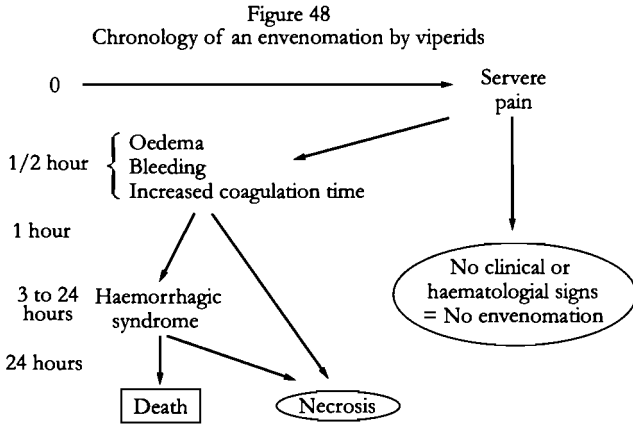 Figure 48
Chronology of an envenomation by viperids
0
Servere
pain
1/2 hour
Oedema
Bleeding
Increased coagulation time
1 hour
No clinical or
haematologial signs
= No envenomation
3 to 24
hours
Haemorrhagic
syndrome
24 hours
Death
Necrosis